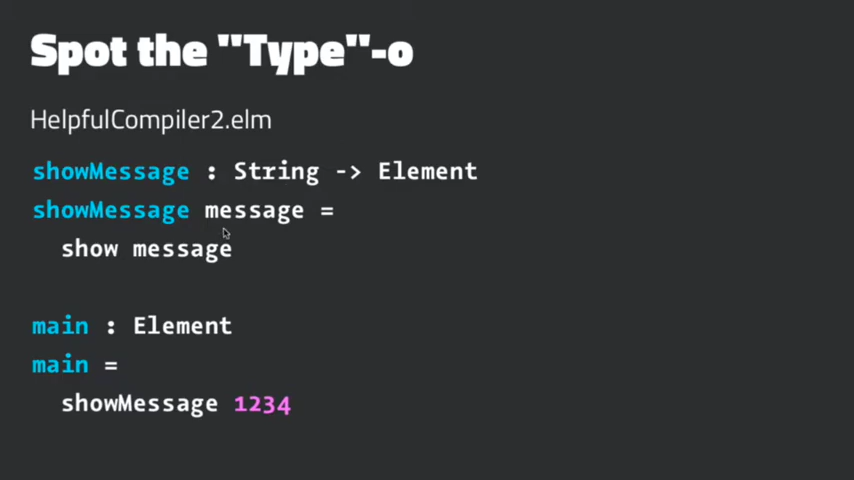 Spot the "Type"-o
HelpfulCompiler2.elm
showMessage : String -> Element
showMessage message =
  show message
main : Element
main =
  showMessage 1234